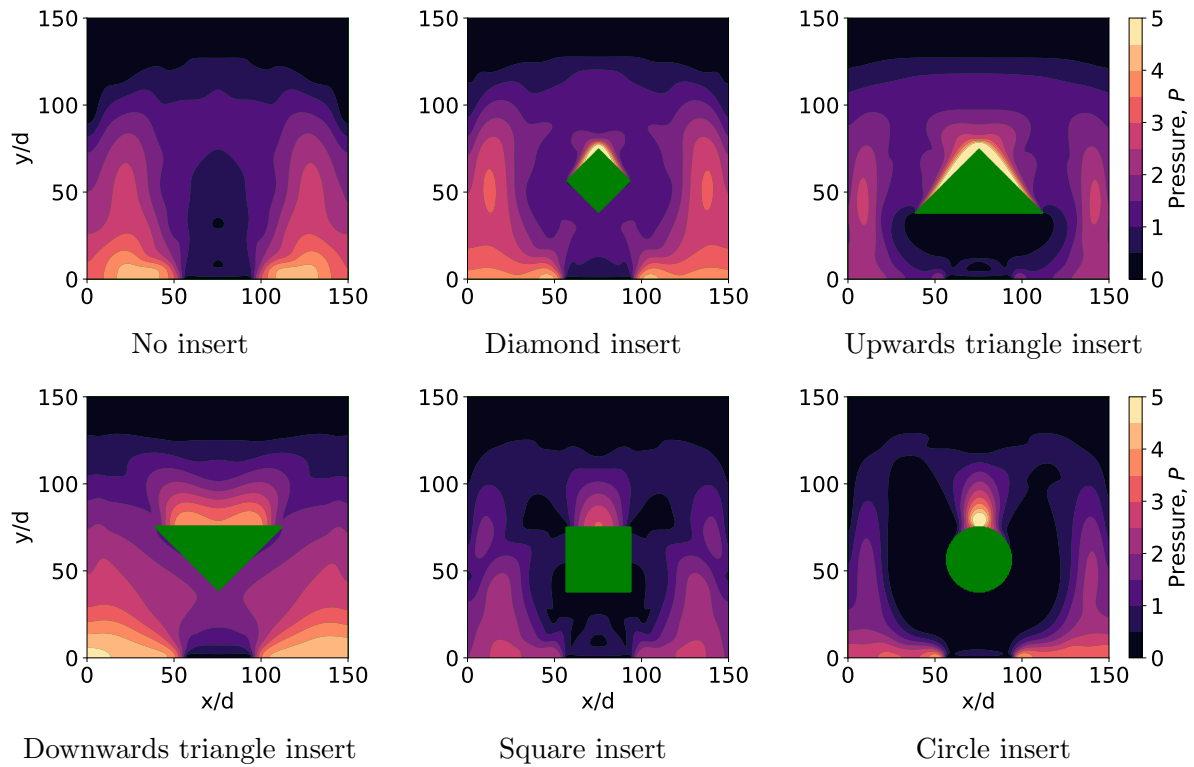 150
100
50
0
y/d
0 50 100 150
No insert
150
100
50
0
0 50 100 150
Diamond insert
150
100
50
0
0 50 100 150
Upwards triangle insert
5
4
3
2
1
0
Pressure, P
150
100
50
0
y/d
0 50 100 150
x/d
Downwards triangle insert
150
100
50
0
0 50 100 150
x/d
Square insert
150
100
50
0
0 50 100 150
x/d
Circle insert
5
4
3
2
1
0
Pressure, P